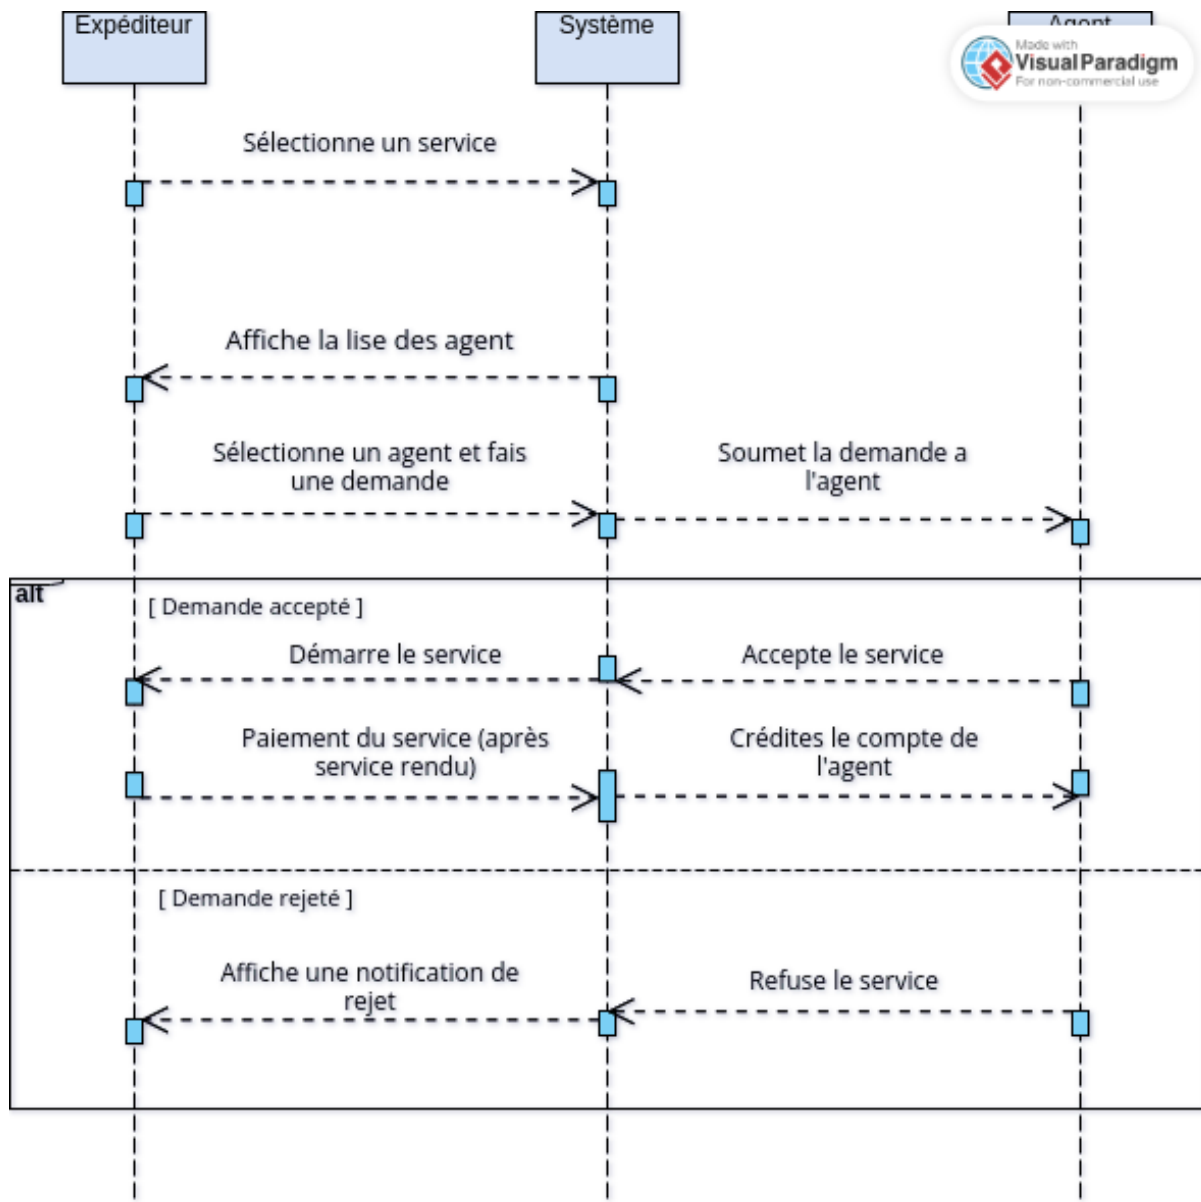 Expéditeur
Système
Agent
Made with
Visual Paradigm
For non-commercial use
Sélectionne un service
Affiche la lise des agent
Sélectionne un agent et fais
une demande
Soumet la demande a
l'agent
alt
[ Demande accepté ]
Démarre le service
Accepte le service
Paiement du service (après
service rendu)
Crédites le compte de
l'agent
[ Demande rejeté ]
Affiche une notification de
rejet
Refuse le service